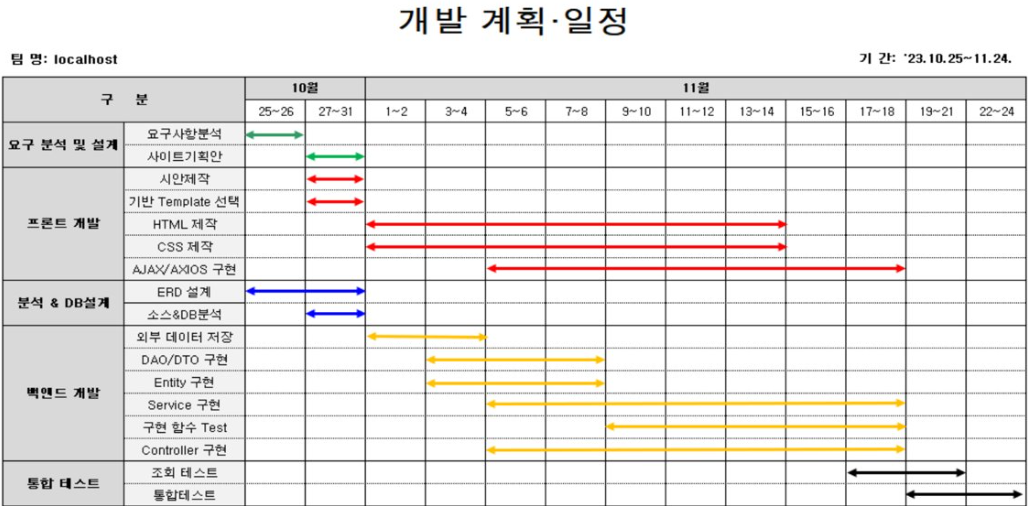 개발 계획·일정
팀 명: localhost
기 간: '23.10.25~11.24.
구 분
10월
11월
25~26
27~31
1~2
3~4
5~6
7~8
9~10
11~12
13~14
15~16
17~18
19~21
22~24
요구 분석 및 설계
요구사항분석
사이트기획안
프론트 개발
시안제작
기반 Template 선택
HTML 제작
CSS 제작
AJAX/AXIOS 구현
분석 & DB설계
ERD 설계
소스&DB분석
백앤드 개발
외부 데이터 저장
DAO/DTO 구현
Entity 구현
Service 구현
구현 함수 Test
Controller 구현
통합 테스트
조회 테스트
통합테스트